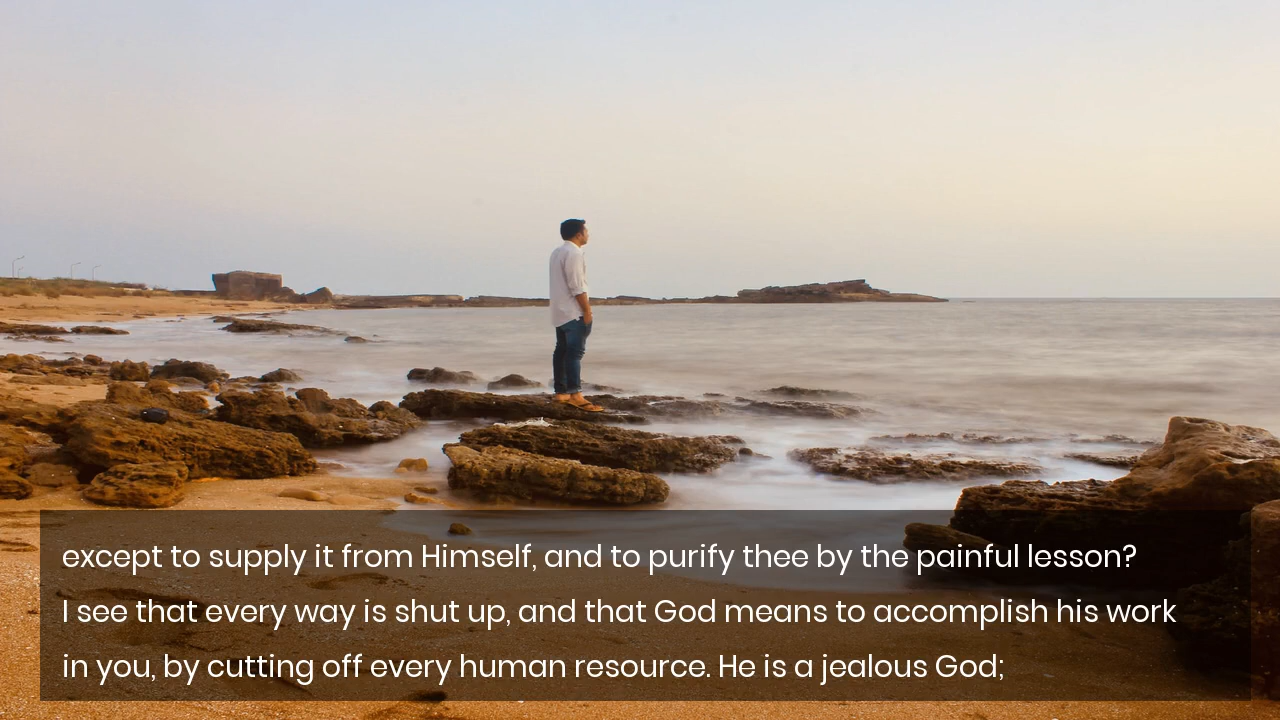 except to supply it from Himself, and to purify thee by the painful lesson?
I see that every way is shut up, and that God means to accomplish his work
in you, by cutting off every human resource. He is a jealous God;